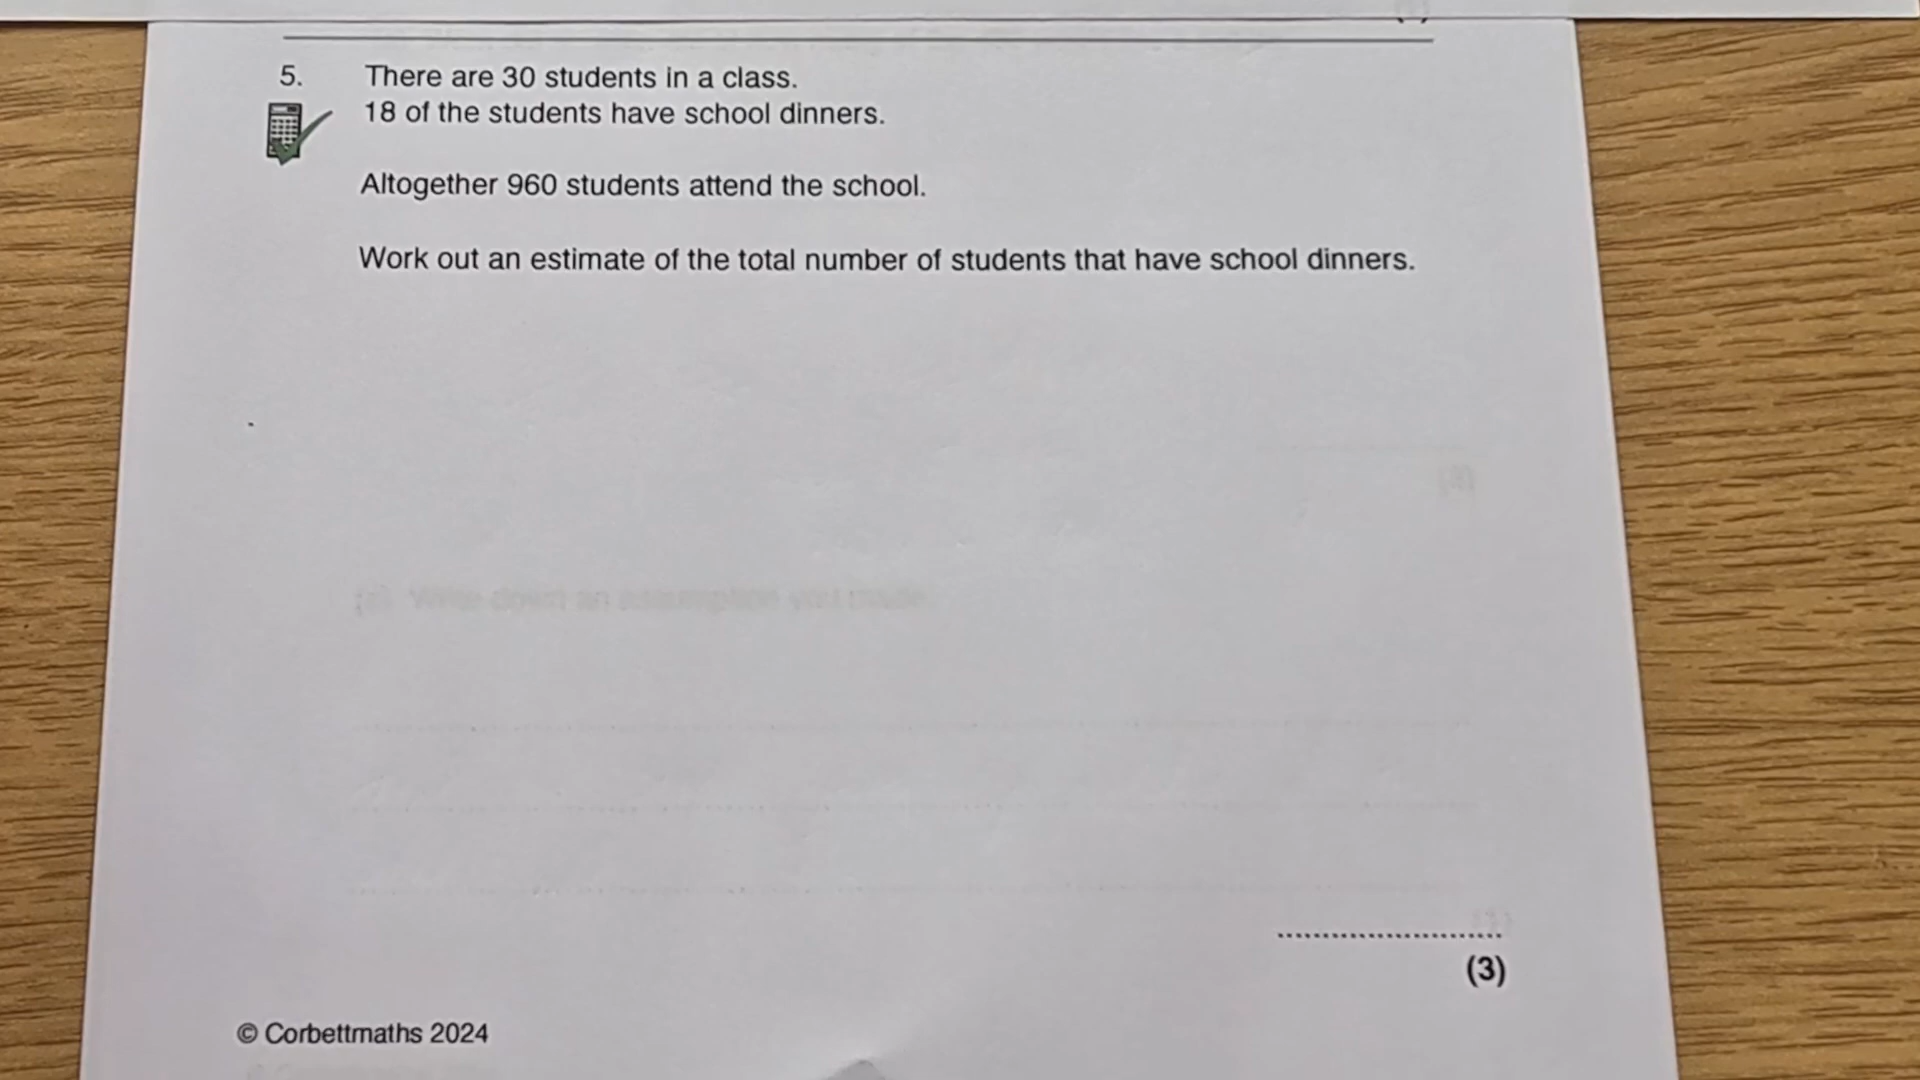 5. There are 30 students in a class.
18 of the students have school dinners.
Altogether 960 students attend the school.
Work out an estimate of the total number of students that have school dinners.
(3)
© Corbettmaths 2024